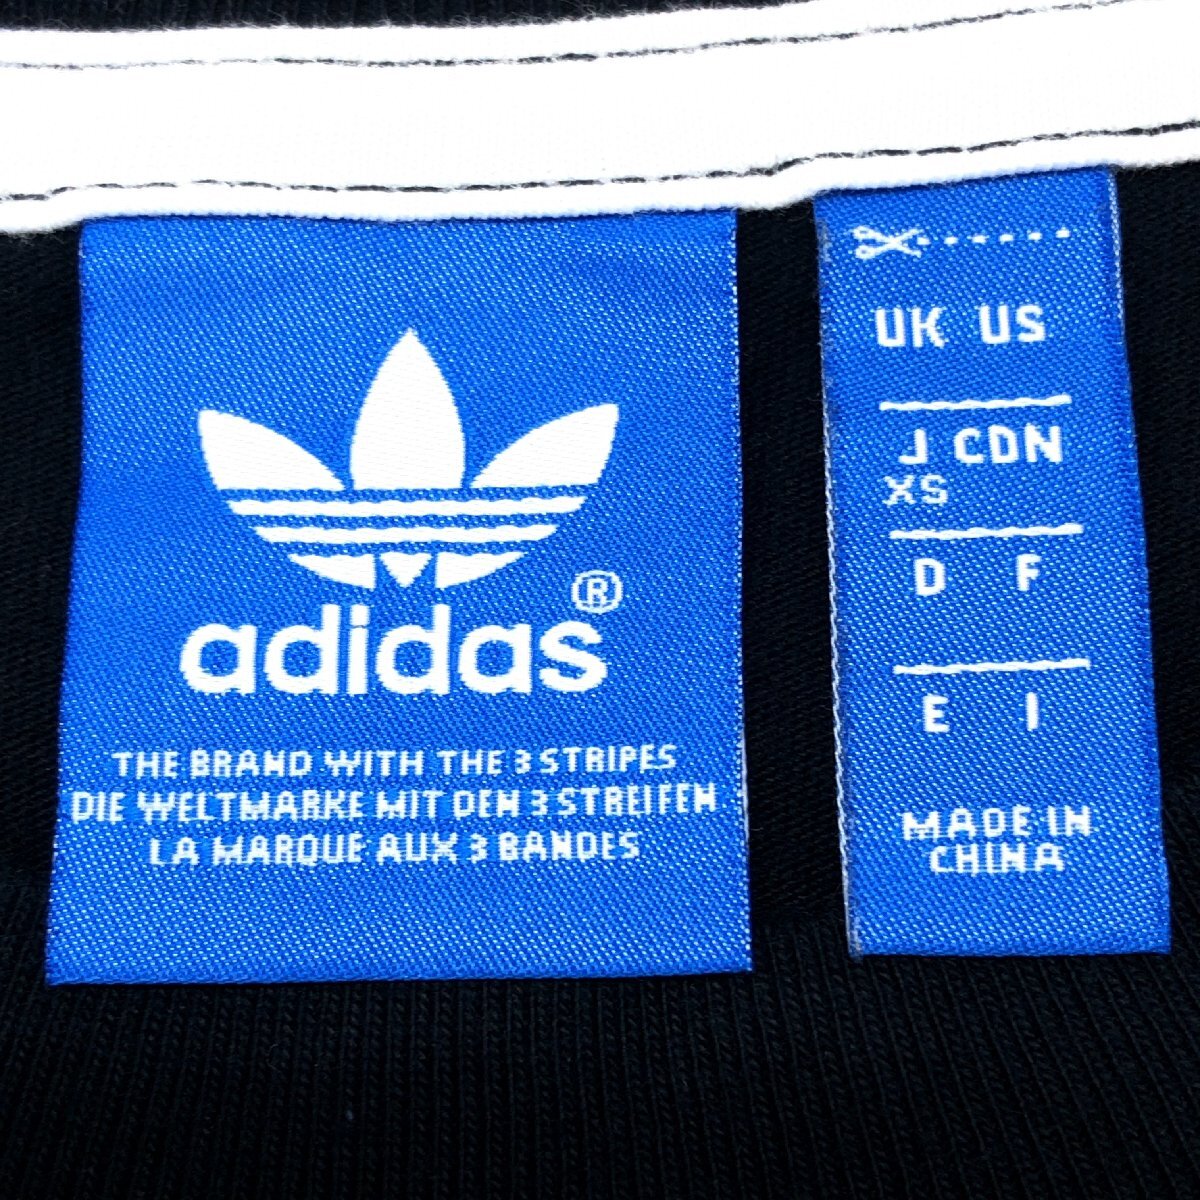 adidas®
THE BRAND WITH THE 3 STRIPES
DIE WELTMARKE MIT DEN 3 STREIFEN
LA MARQUE AUX 3 BANDES
UK US
J CDN
XS
D F
E I
MADE IN
CHINA